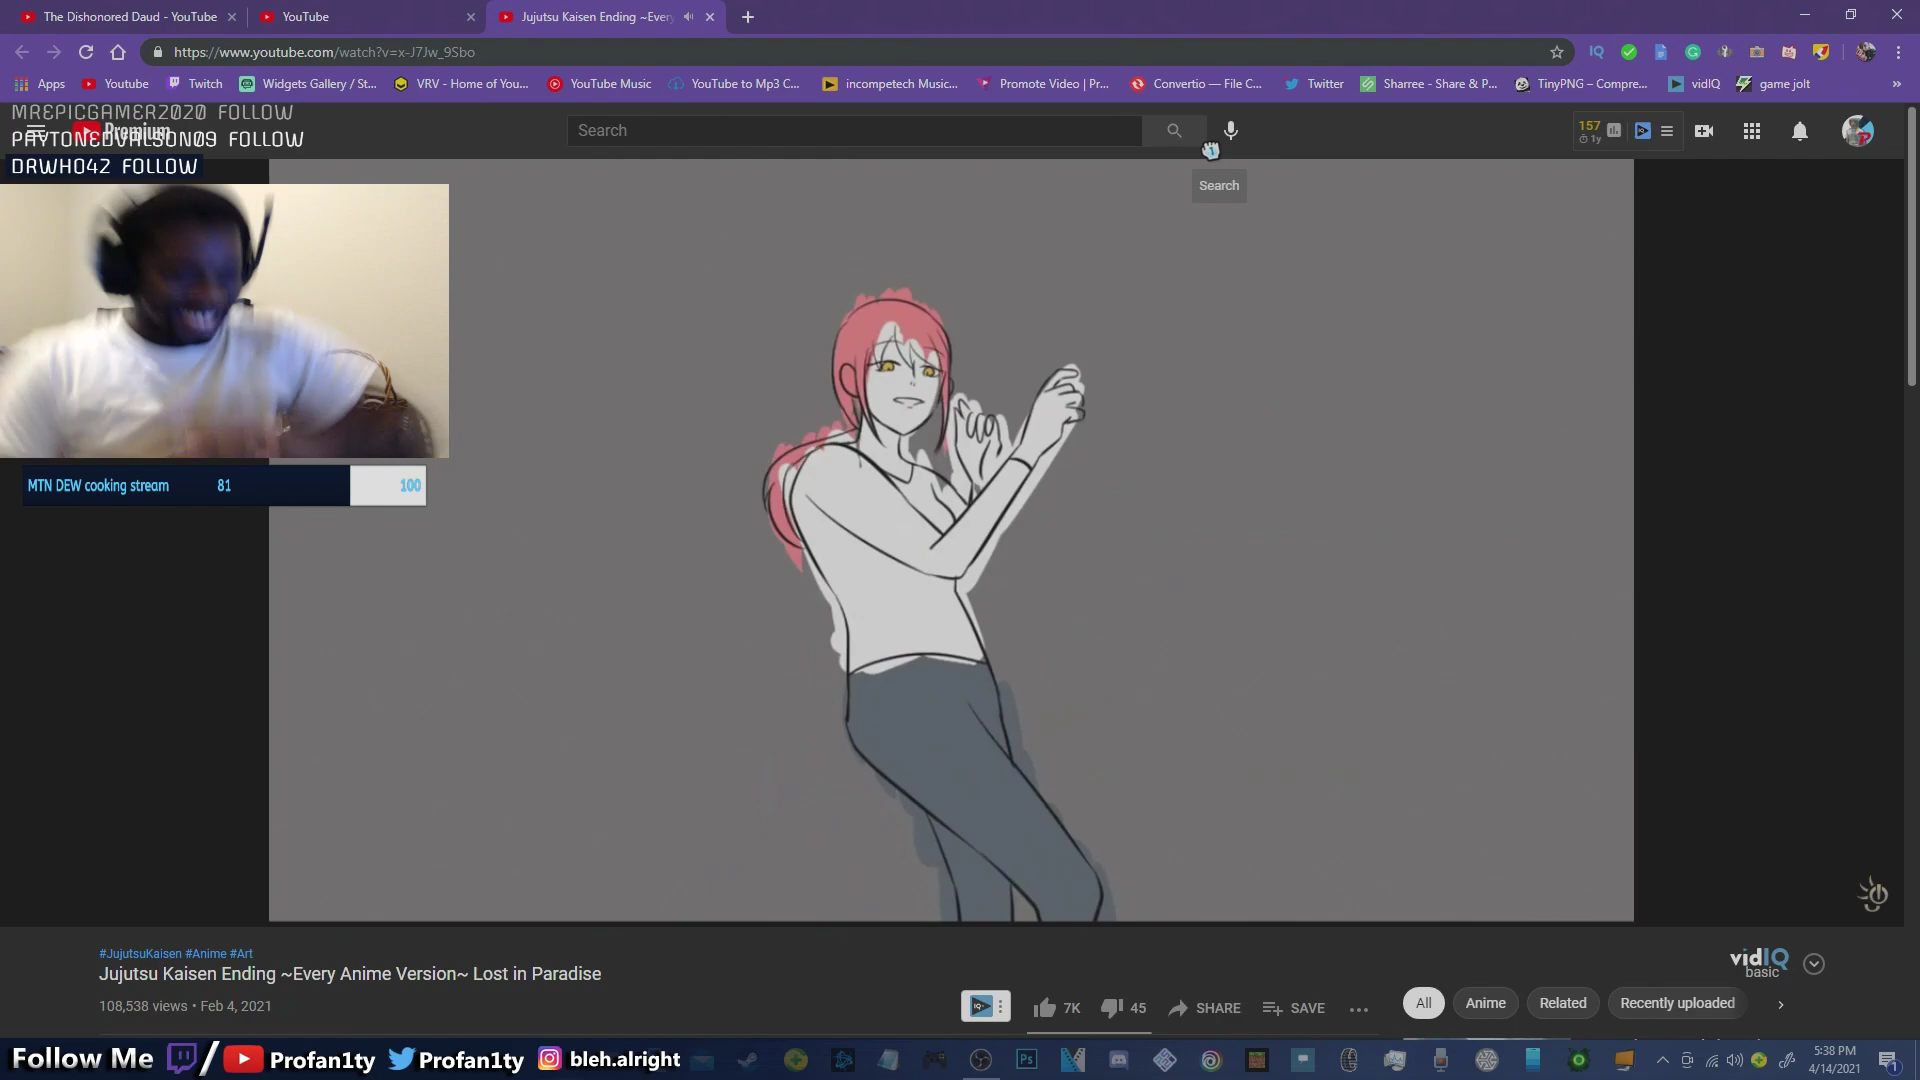 The Dishonored Daud - YouTube
YouTube
Jujutsu Kaisen Ending ~Every
https://www.youtube.com/watch?v=x-J7Jw_9Sbo
Apps
Youtube
Twitch
Widgets Gallery / St...
VRV - Home of You...
YouTube Music
YouTube to Mp3 C...
incompetech Music...
Promote Video | Pr...
Convertio — File C...
Twitter
Sharree - Share & P...
TinyPNG – Compre...
vidIQ
game jolt
»
MREPICGAMER2020 FOLLOW
Premium
PAYTONEDVALSON09 FOLLOW
DRWHO42 FOLLOW
Search
157
1y
Search
MTN DEW cooking stream 81 100
#JujutsuKaisen #Anime #Art
Jujutsu Kaisen Ending ~Every Anime Version~ Lost in Paradise
108,538 views • Feb 4, 2021
7K
45
SHARE
SAVE
vidIQ
basic
All
Anime
Related
Recently uploaded
Follow Me / Profan1ty Profan1ty bleh.alright
5:38 PM
4/14/2021